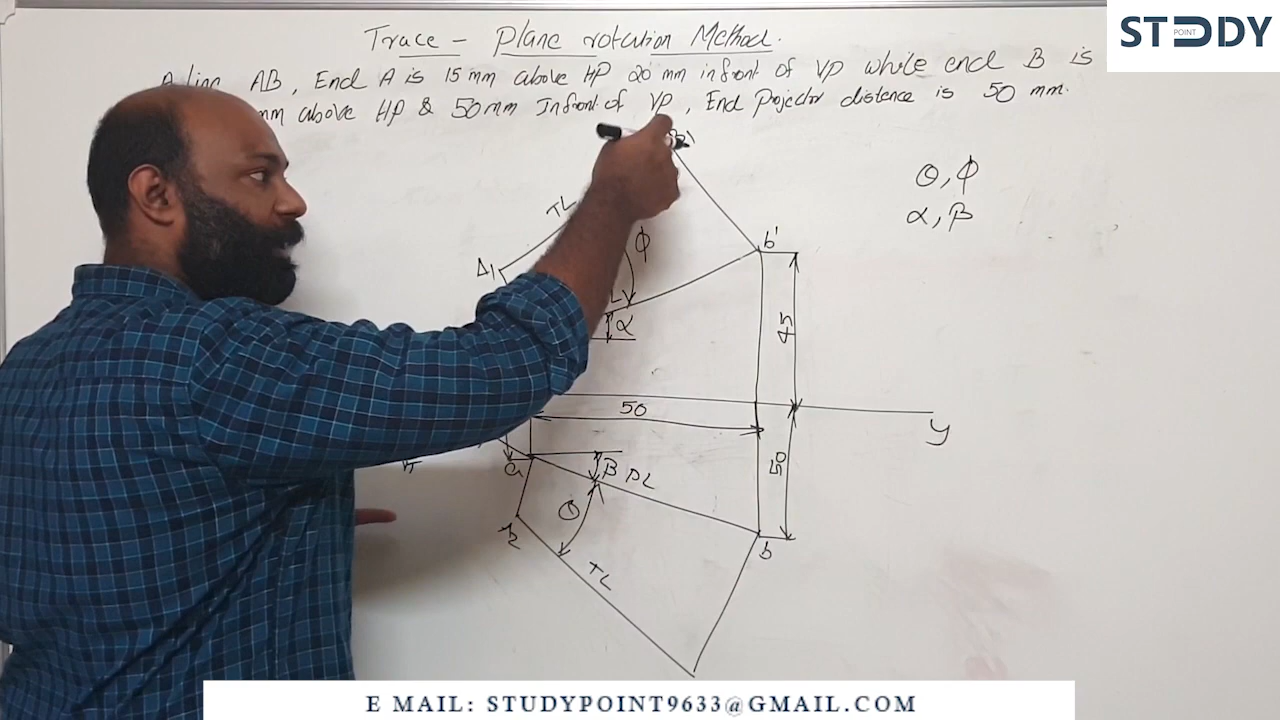 STUDY
POINT
Trace - Plane rotation Method.
A line AB, End A is 15 mm above HP 20 mm infront of VP while end B is
mm above HP & 50 mm Infront of VP, End Projector distance is 50 mm.
θ, φ
α, β
B1
TL
A1
φ
b'
α
45
50
y
a
β PL
50
θ
b
TL
E MAIL: STUDYPOINT9633@GMAIL.COM